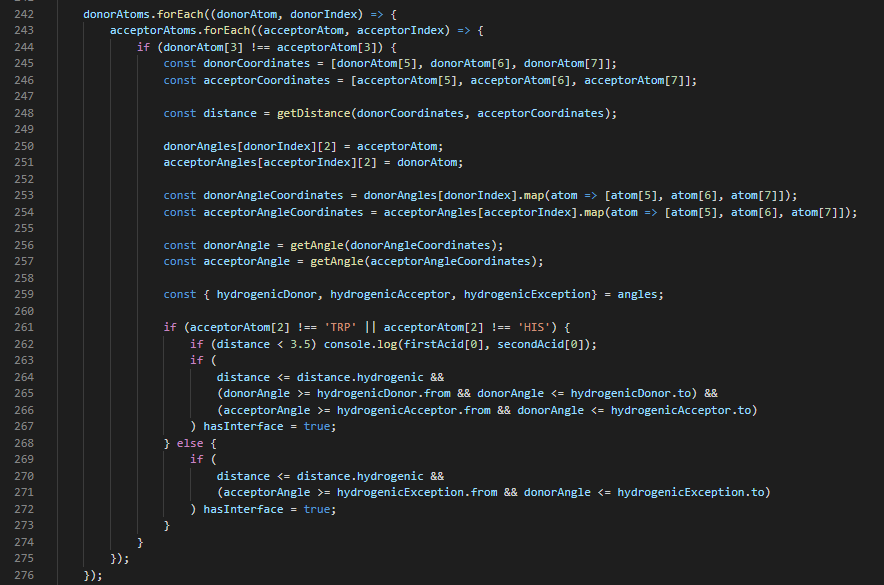 242 donorAtoms.forEach((donorAtom, donorIndex) => {
243 acceptorAtoms.forEach((acceptorAtom, acceptorIndex) => {
244 if (donorAtom[3] !== acceptorAtom[3]) {
245 const donorCoordinates = [donorAtom[5], donorAtom[6], donorAtom[7]];
246 const acceptorCoordinates = [acceptorAtom[5], acceptorAtom[6], acceptorAtom[7]];
247
248 const distance = getDistance(donorCoordinates, acceptorCoordinates);
249
250 donorAngles[donorIndex][2] = acceptorAtom;
251 acceptorAngles[acceptorIndex][2] = donorAtom;
252
253 const donorAngleCoordinates = donorAngles[donorIndex].map(atom => [atom[5], atom[6], atom[7]]);
254 const acceptorAngleCoordinates = acceptorAngles[acceptorIndex].map(atom => [atom[5], atom[6], atom[7]]);
255
256 const donorAngle = getAngle(donorAngleCoordinates);
257 const acceptorAngle = getAngle(acceptorAngleCoordinates);
258
259 const { hydrogenicDonor, hydrogenicAcceptor, hydrogenicException} = angles;
260
261 if (acceptorAtom[2] !== 'TRP' || acceptorAtom[2] !== 'HIS') {
262 if (distance < 3.5) console.log(firstAcid[0], secondAcid[0]);
263 if (
264 distance <= distance.hydrogenic &&
265 (donorAngle >= hydrogenicDonor.from && donorAngle <= hydrogenicDonor.to) &&
266 (acceptorAngle >= hydrogenicAcceptor.from && donorAngle <= hydrogenicAcceptor.to)
267 ) hasInterface = true;
268 } else {
269 if (
270 distance <= distance.hydrogenic &&
271 (acceptorAngle >= hydrogenicException.from && donorAngle <= hydrogenicException.to)
272 ) hasInterface = true;
273 }
274 }
275 });
276 });